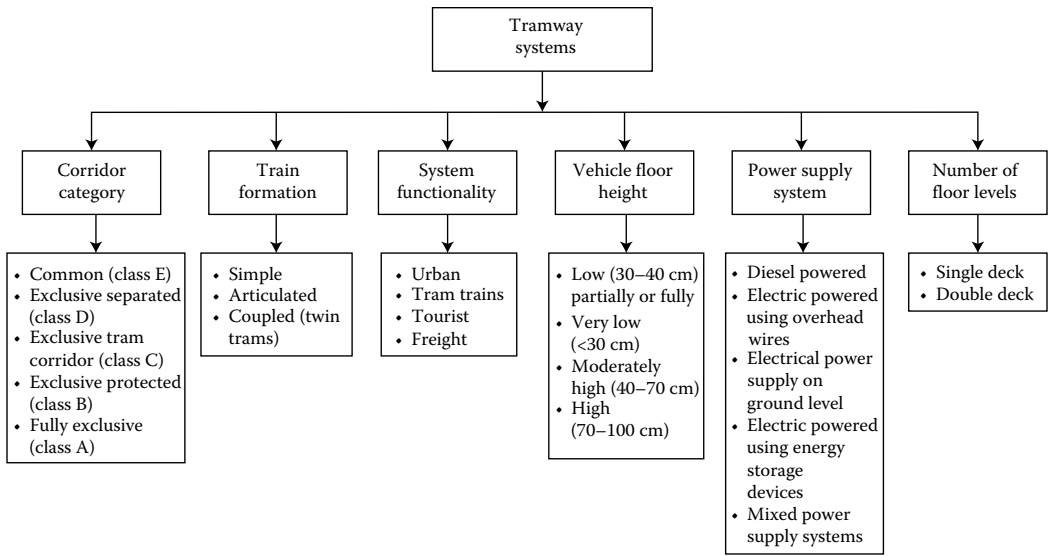 Tramway
systems
Corridor
category
Train
formation
System
functionality
Vehicle floor
height
Power supply
system
Number of
floor levels
• Common (class E)
• Exclusive separated
(class D)
• Exclusive tram
corridor (class C)
• Exclusive protected
(class B)
• Fully exclusive
(class A)
• Simple
• Articulated
• Coupled (twin
trams)
• Urban
• Tram trains
• Tourist
• Freight
• Low (30–40 cm)
partially or fully
• Very low
(<30 cm)
• Moderately
high (40–70 cm)
• High
(70–100 cm)
• Diesel powered
• Electric powered
using overhead
wires
• Electrical power
supply on
ground level
• Electric powered
using energy
storage
devices
• Mixed power
supply systems
• Single deck
• Double deck